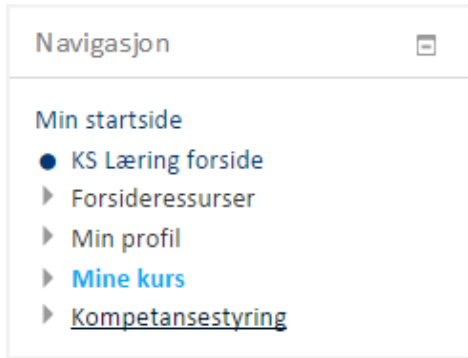 Navigasjon
Min startside
KS Læring forside
Forsideressurser
Min profil
Mine kurs
Kompetansestyring